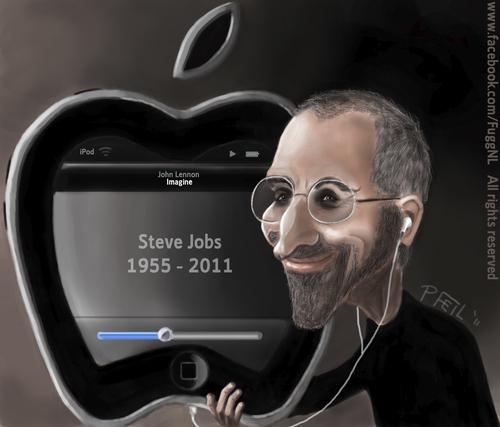 iPod
John Lennon
Imagine
Steve Jobs
1955 - 2011
www.facebook.com/FuggNL All rights reserved
PFEIL '11